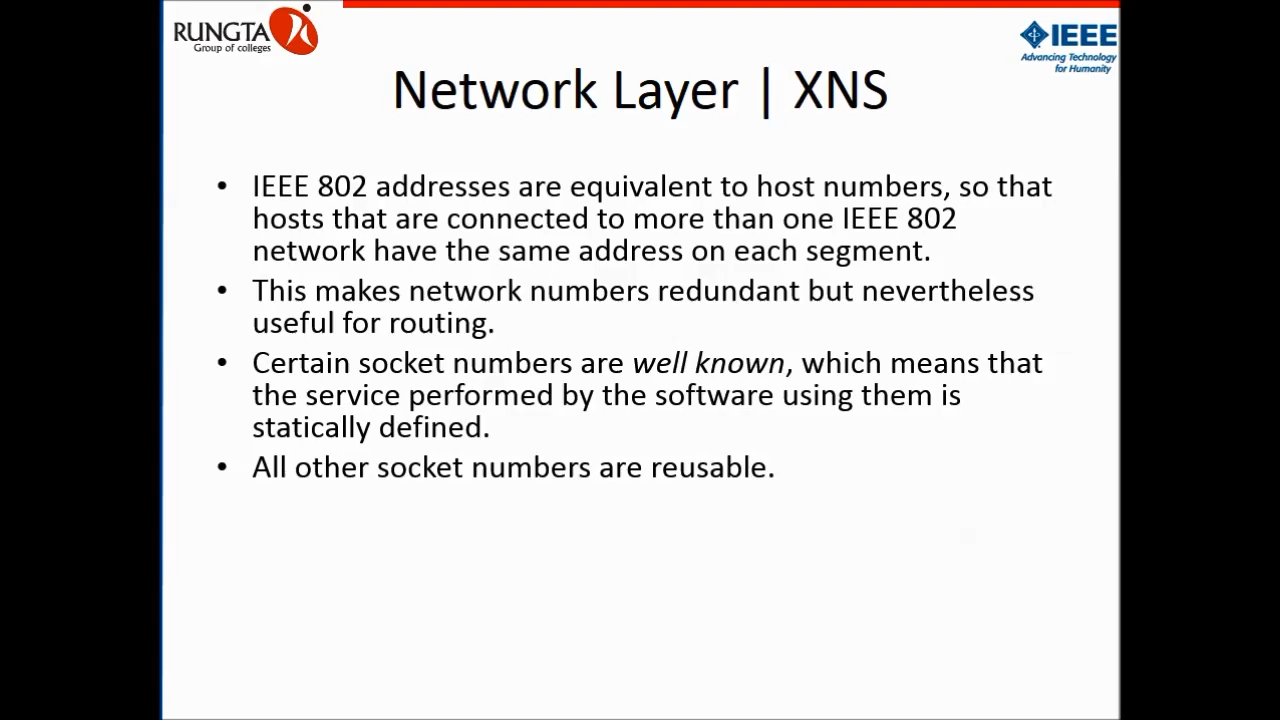 RUNGTA
Group of colleges
IEEE
Advancing Technology
for Humanity
Network Layer | XNS
• IEEE 802 addresses are equivalent to host numbers, so that
hosts that are connected to more than one IEEE 802
network have the same address on each segment.
• This makes network numbers redundant but nevertheless
useful for routing.
• Certain socket numbers are well known, which means that
the service performed by the software using them is
statically defined.
• All other socket numbers are reusable.